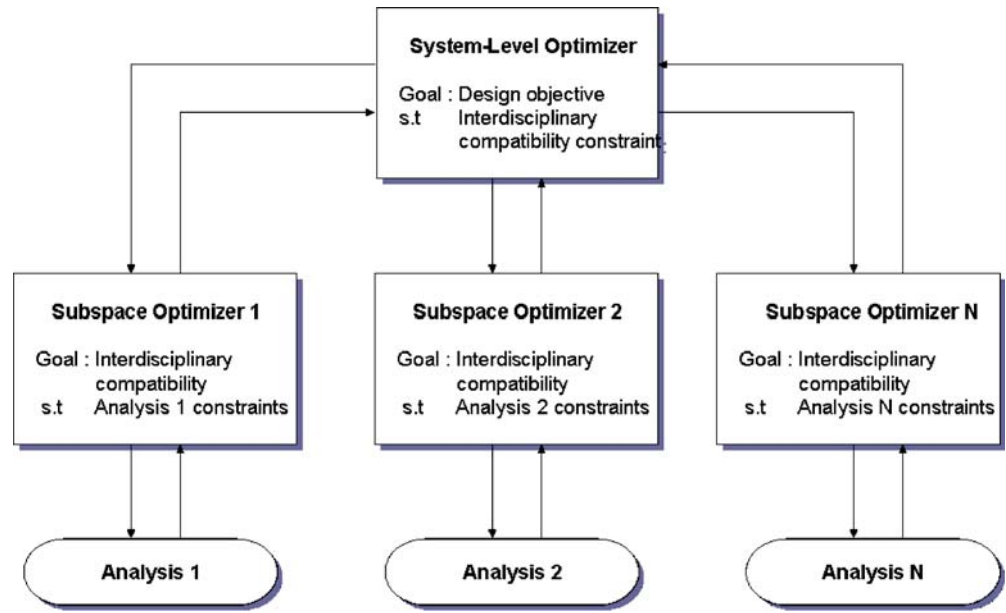 System-Level Optimizer
Goal : Design objective
s.t Interdisciplinary
compatibility constraint
Subspace Optimizer 1
Goal : Interdisciplinary
compatibility
s.t Analysis 1 constraints
Subspace Optimizer 2
Goal : Interdisciplinary
compatibility
s.t Analysis 2 constraints
Subspace Optimizer N
Goal : Interdisciplinary
compatibility
s.t Analysis N constraints
Analysis 1
Analysis 2
Analysis N